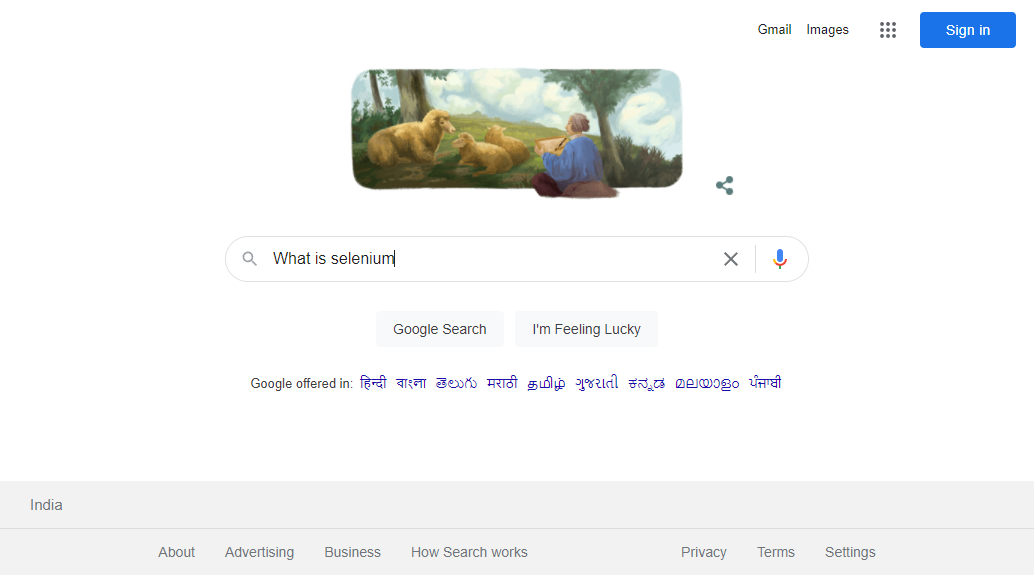 Gmail Images Sign in
What is selenium
Google Search I'm Feeling Lucky
Google offered in: हिन्दी বাংলা తెలుగు मराठी தமிழ் ગુજરાતી ಕನ್ನಡ മലയാളം ਪੰਜਾਬੀ
India
About Advertising Business How Search works Privacy Terms Settings